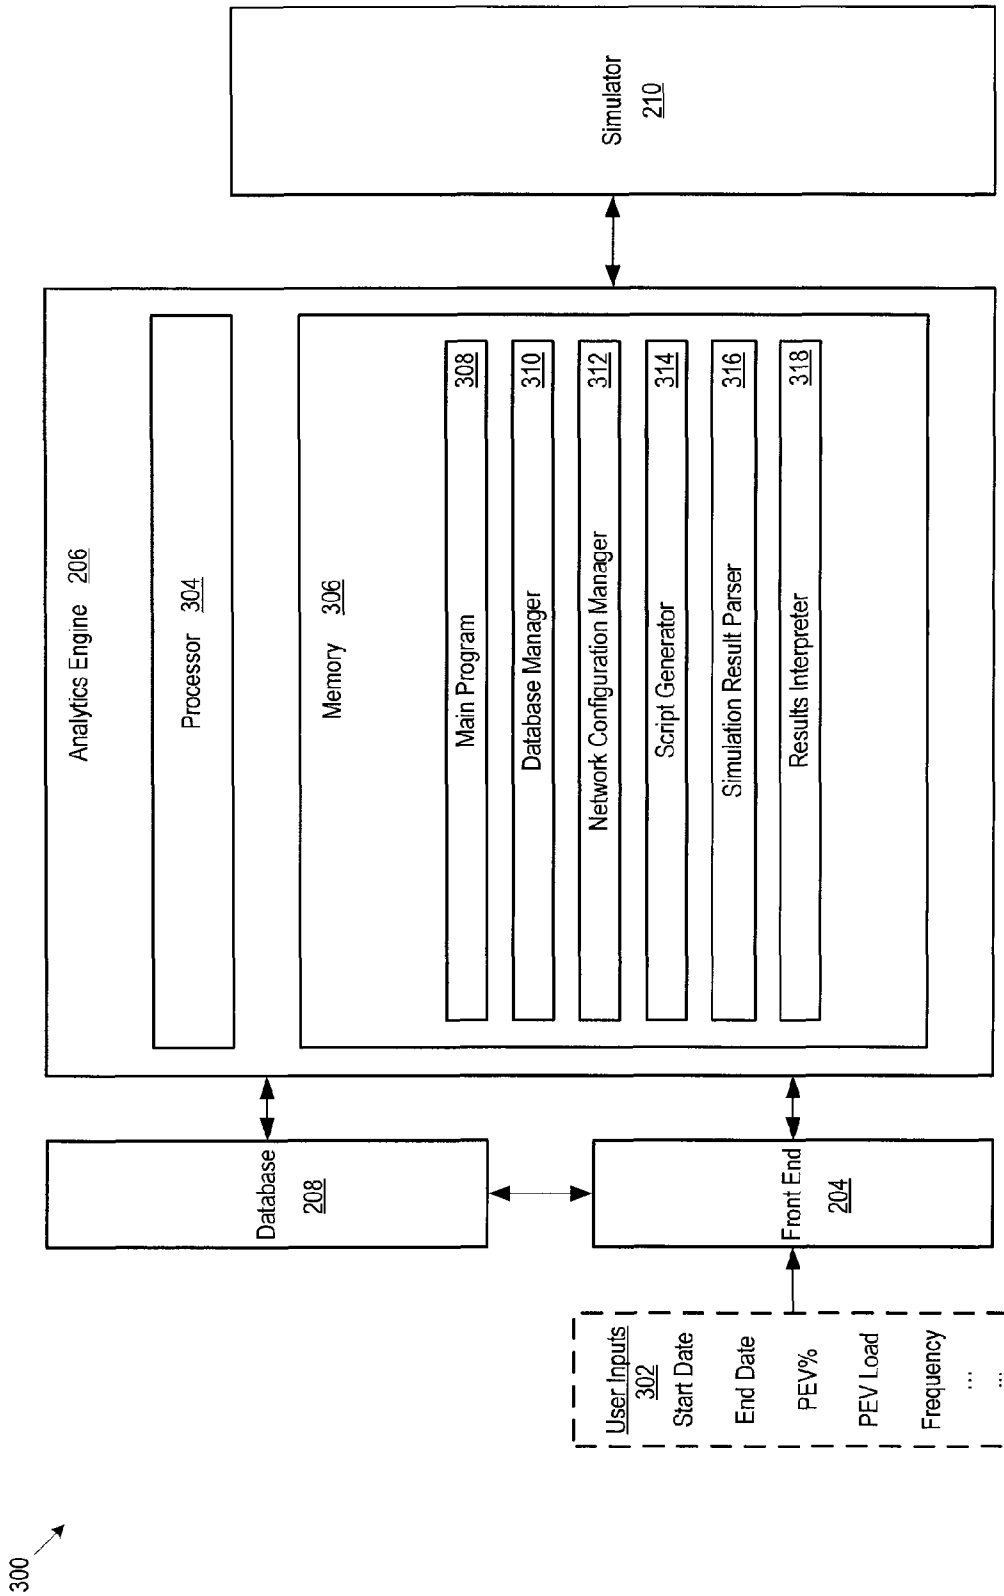 300
User Inputs
302
Start Date
End Date
PEV%
PEV Load
Frequency
...
...
Database
208
Front End
204
Analytics Engine 206
Processor 304
Memory 306
Main Program 308
Database Manager 310
Network Configuration Manager 312
Script Generator 314
Simulation Result Parser 316
Results Interpreter 318
Simulator
210